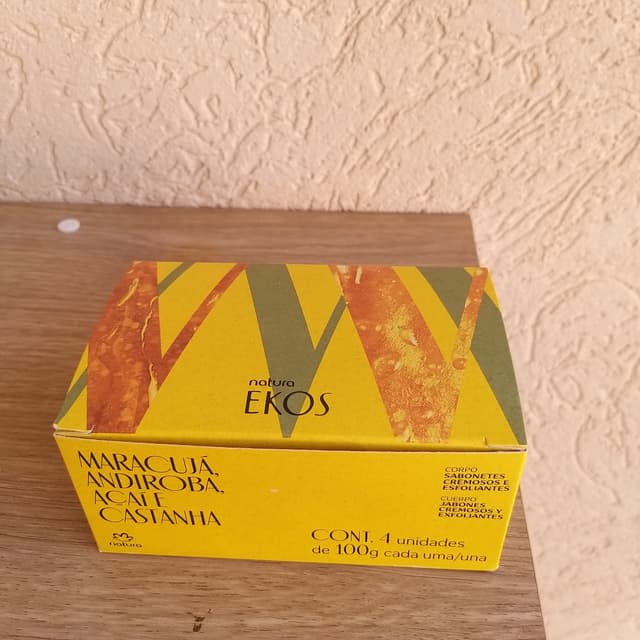 natura
EKOS
MARACUJÁ,
ANDIROBA,
AÇAÍ E
CASTANHA
natura
CORPO
SABONETES
CREMOSOS E
ESFOLIANTES
CUERPO
JABONES
CREMOSOS Y
EXFOLIANTES
CONT. 4 unidades
de 100g cada uma/una